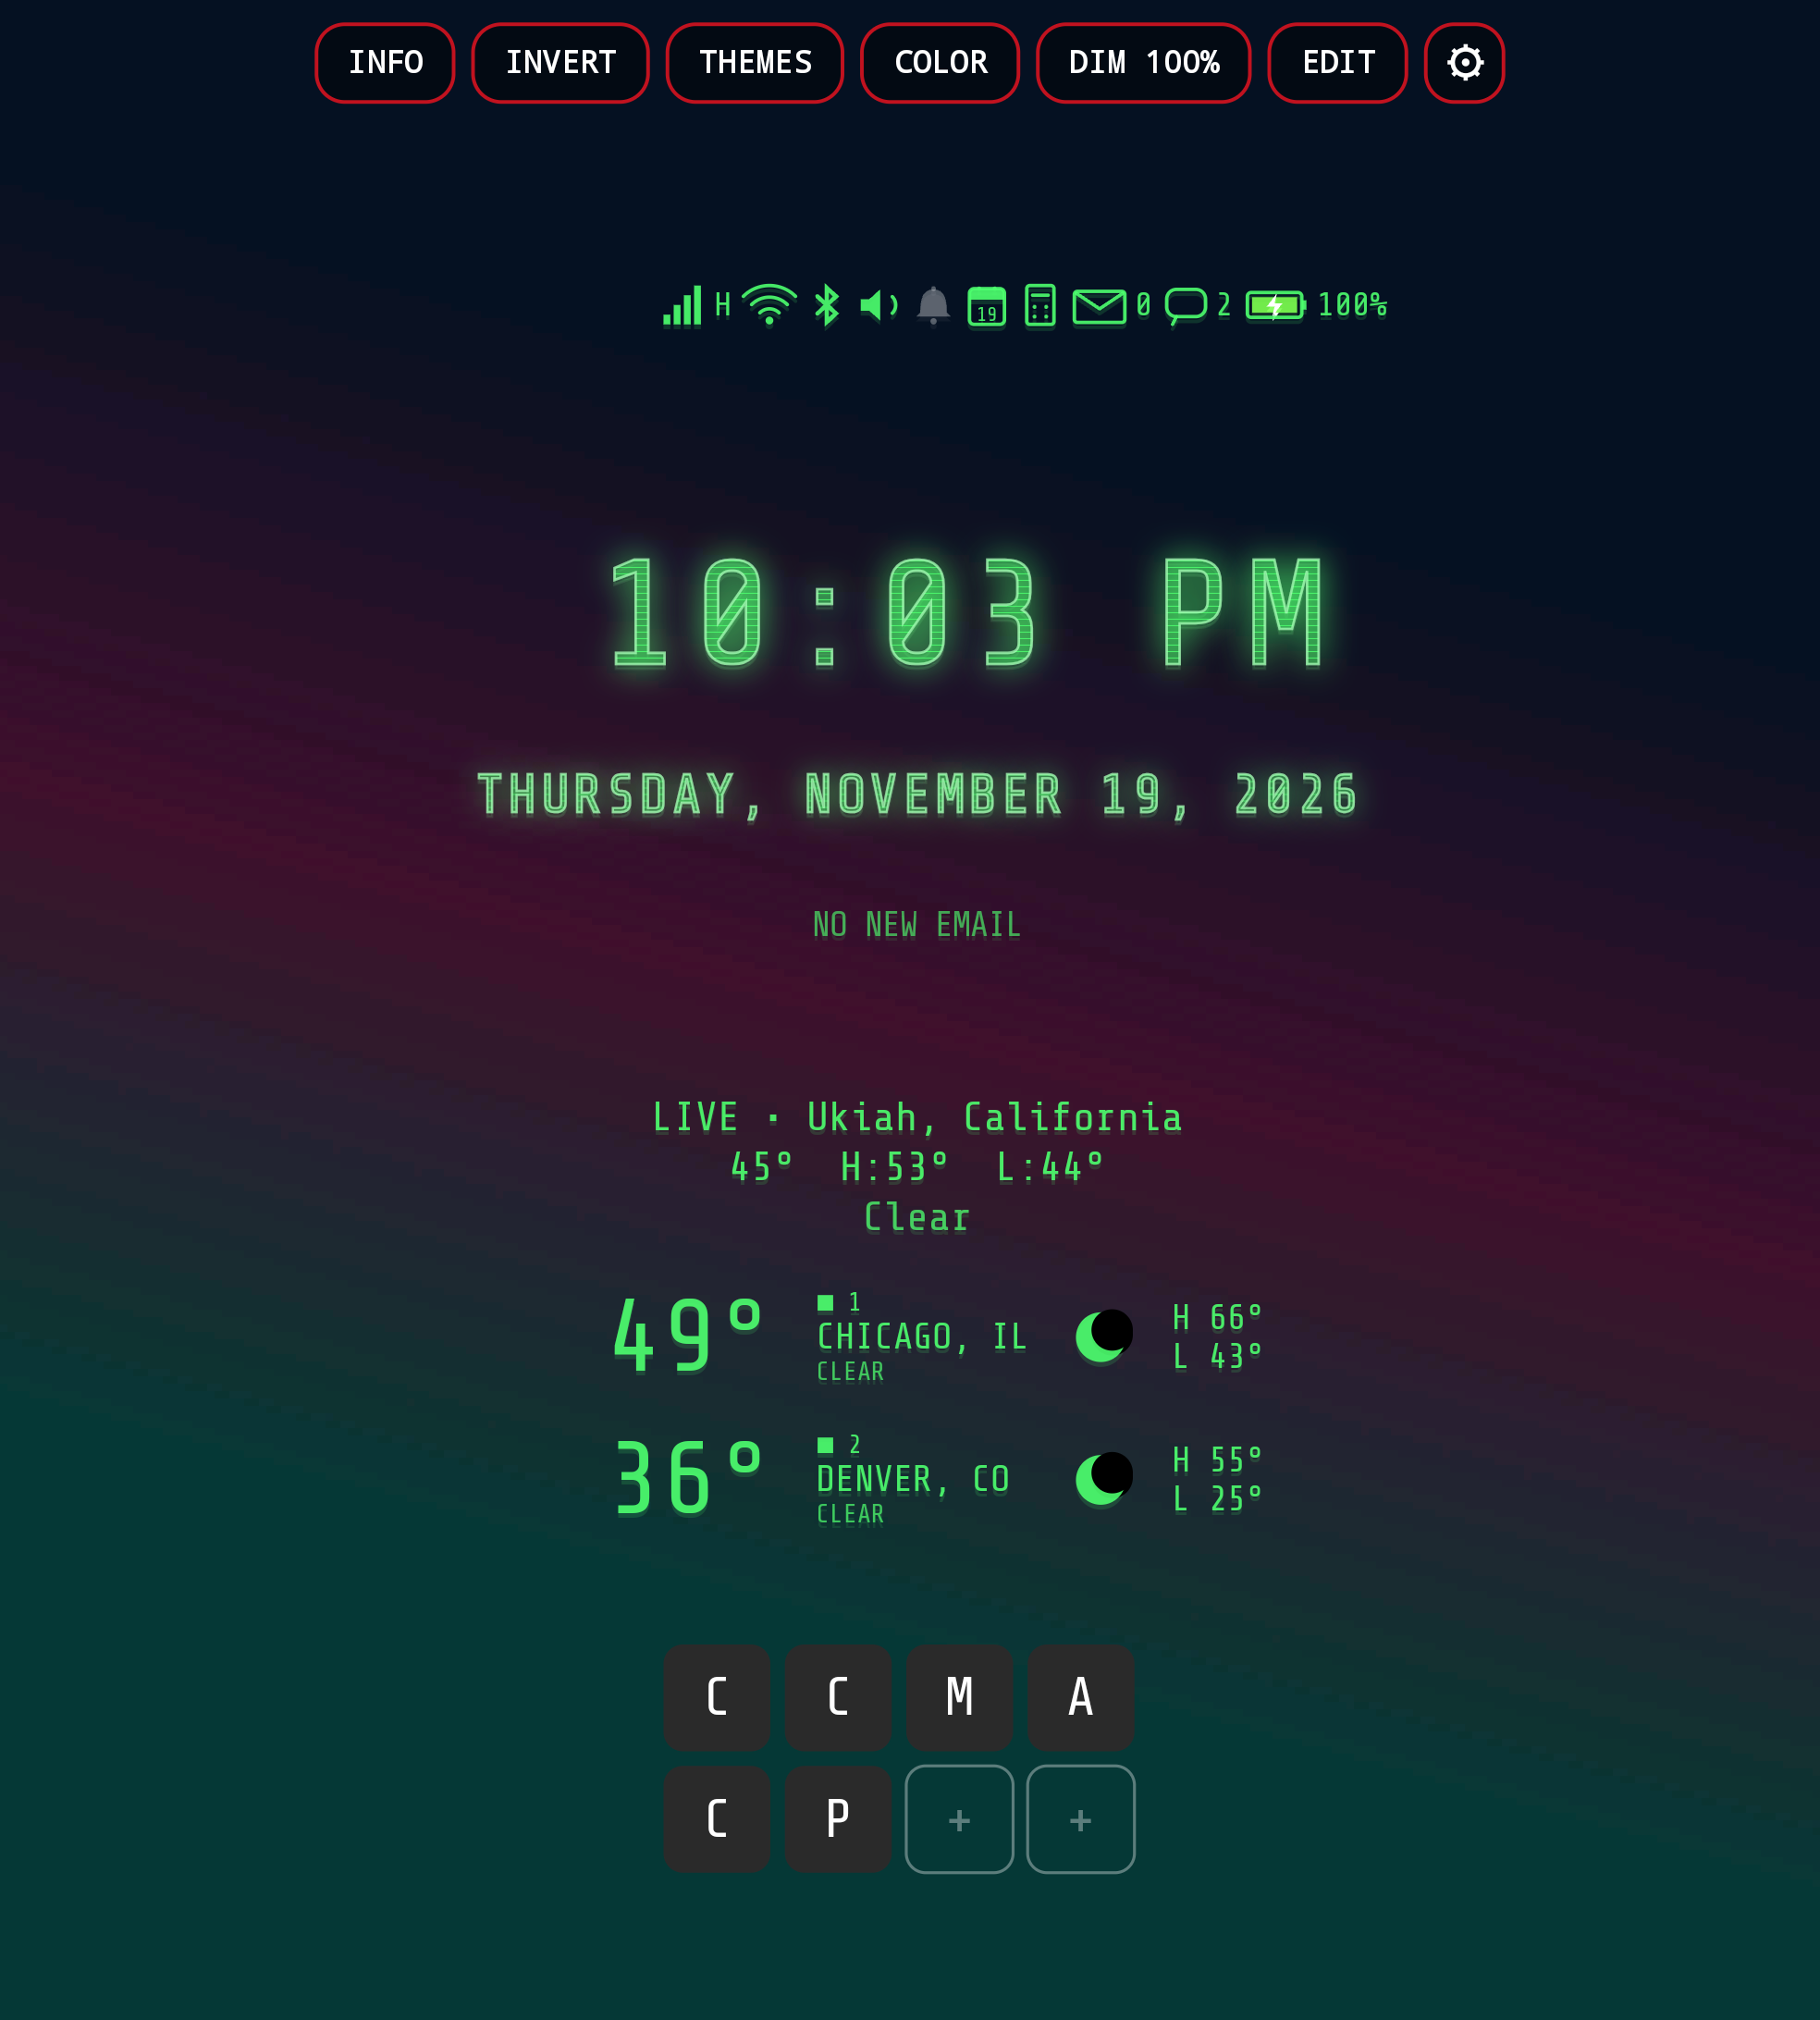 INFO INVERT THEMES COLOR DIM 100% EDIT
H 19 0 2 100%
10:03 PM
THURSDAY, NOVEMBER 19, 2026
NO NEW EMAIL
LIVE · Ukiah, California
45° H:53° L:44°
Clear
49° ■ 1 H 66°
CHICAGO, IL
CLEAR L 43°
36° ■ 2 H 55°
DENVER, CO
CLEAR L 25°
C C M A
C P + +